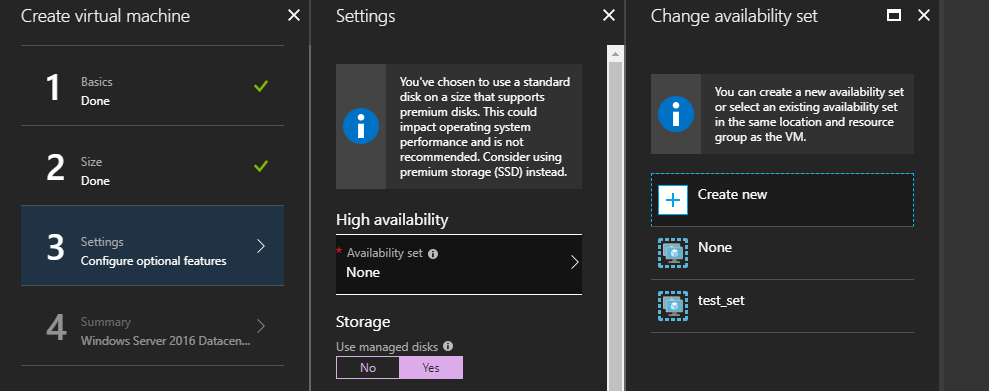 Create virtual machine
1
Basics
Done
2
Size
Done
3
Settings
Configure optional features
4
Summary
Windows Server 2016 Datacen...
Settings
You've chosen to use a standard
disk on a size that supports
premium disks. This could
impact operating system
performance and is not
recommended. Consider using
premium storage (SSD) instead.
High availability
* Availability set
None
Storage
Use managed disks
No Yes
Change availability set
You can create a new availability set
or select an existing availability set
in the same location and resource
group as the VM.
Create new
None
test_set